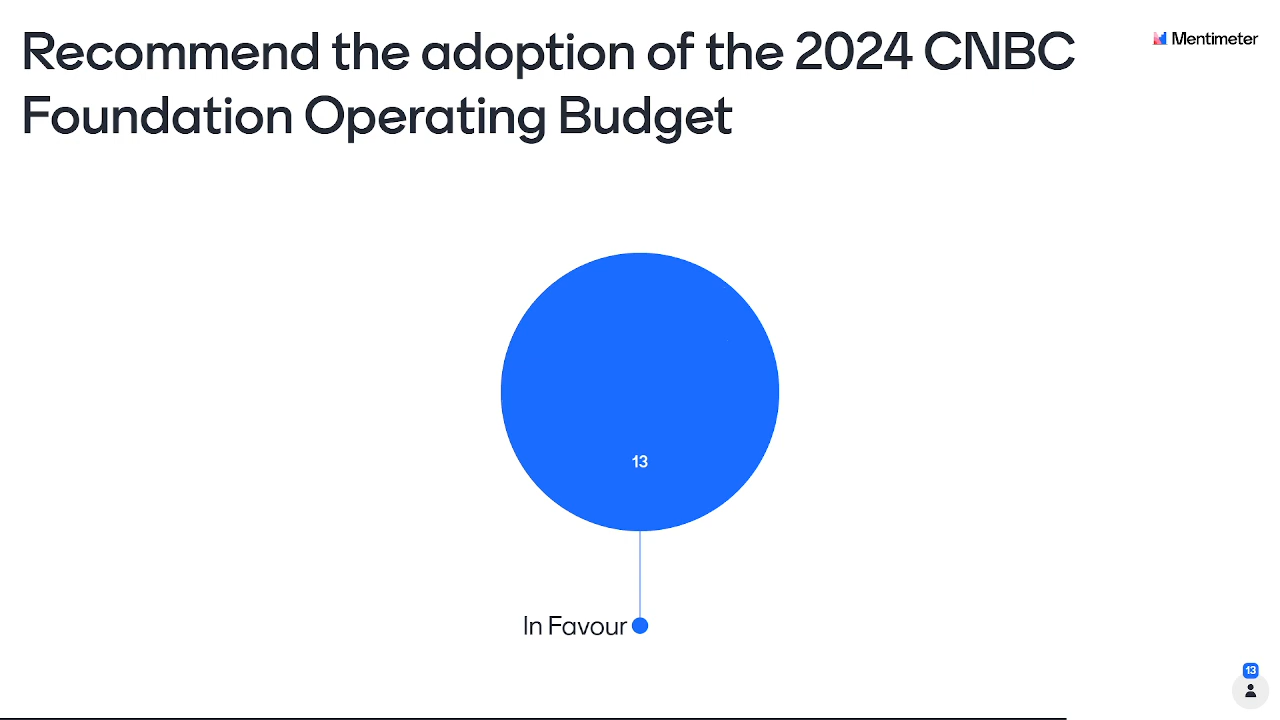 Recommend the adoption of the 2024 CNBC
Foundation Operating Budget
Mentimeter
13
In Favour
13